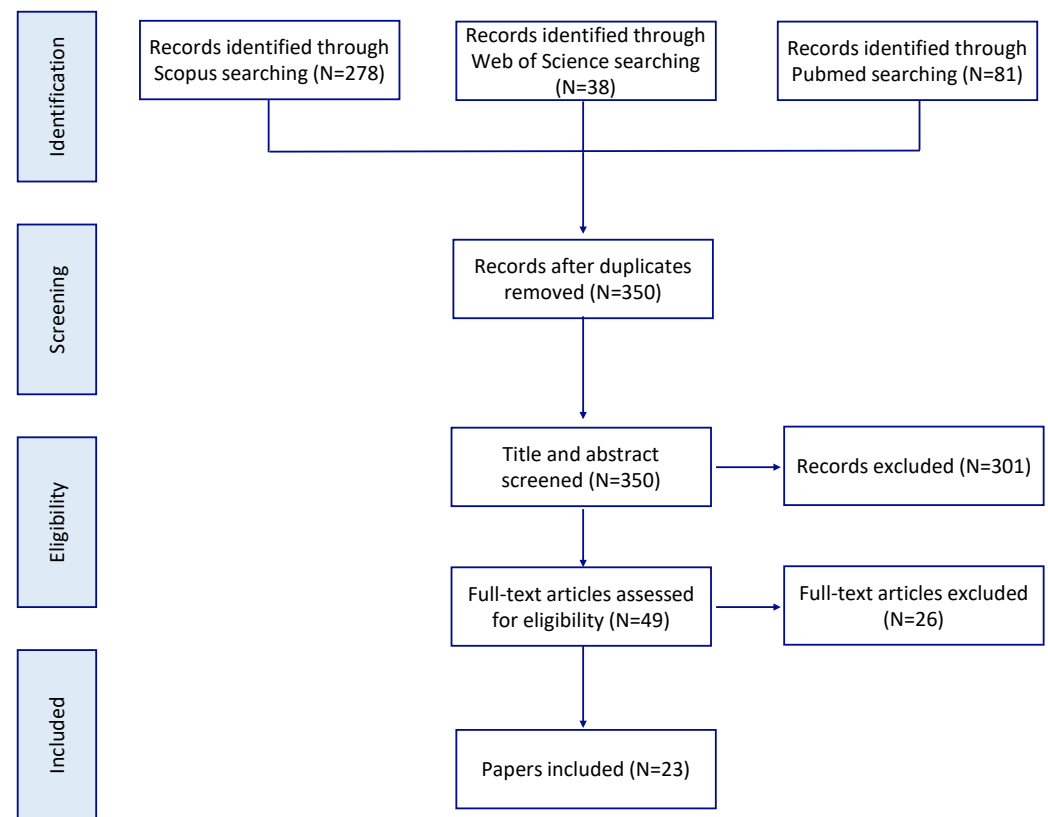 Identification
Records identified through
Scopus searching (N=278)
Records identified through
Web of Science searching
(N=38)
Records identified through
Pubmed searching (N=81)
Screening
Records after duplicates
removed (N=350)
Eligibility
Title and abstract
screened (N=350)
Records excluded (N=301)
Full-text articles assessed
for eligibility (N=49)
Full-text articles excluded
(N=26)
Included
Papers included (N=23)